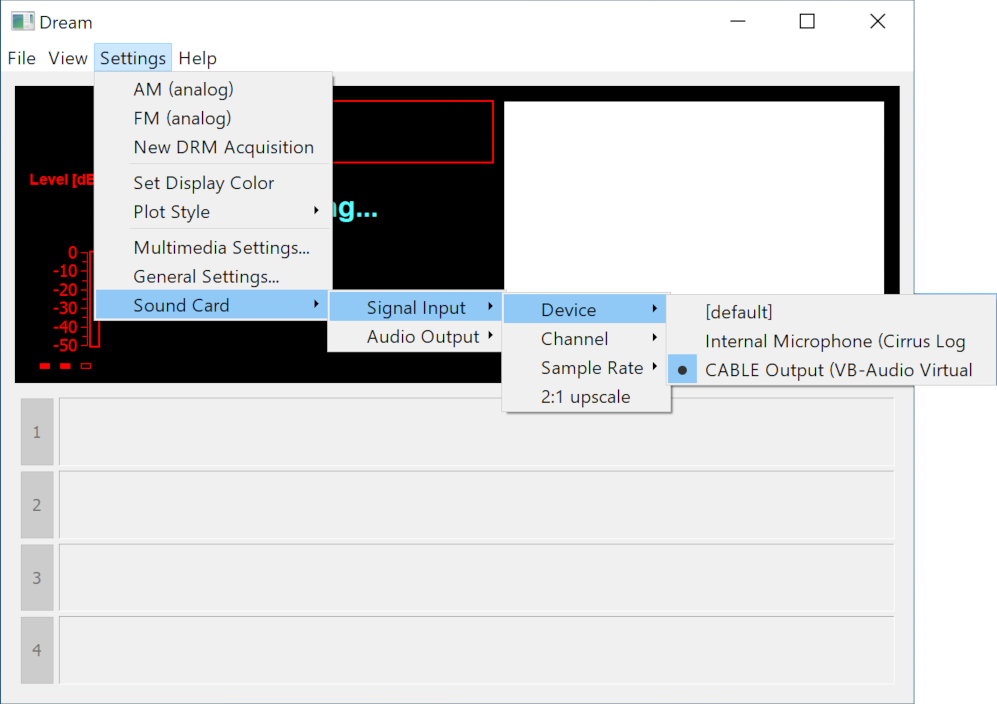 Dream
File View Settings Help
AM (analog)
FM (analog)
New DRM Acquisition
Set Display Color
Plot Style
Multimedia Settings...
General Settings...
Sound Card
Signal Input
Audio Output
Device
Channel
Sample Rate
2:1 upscale
[default]
Internal Microphone (Cirrus Log
CABLE Output (VB-Audio Virtual
Level [dB
ng...
0
-10
-20
-30
-40
-50
1
2
3
4